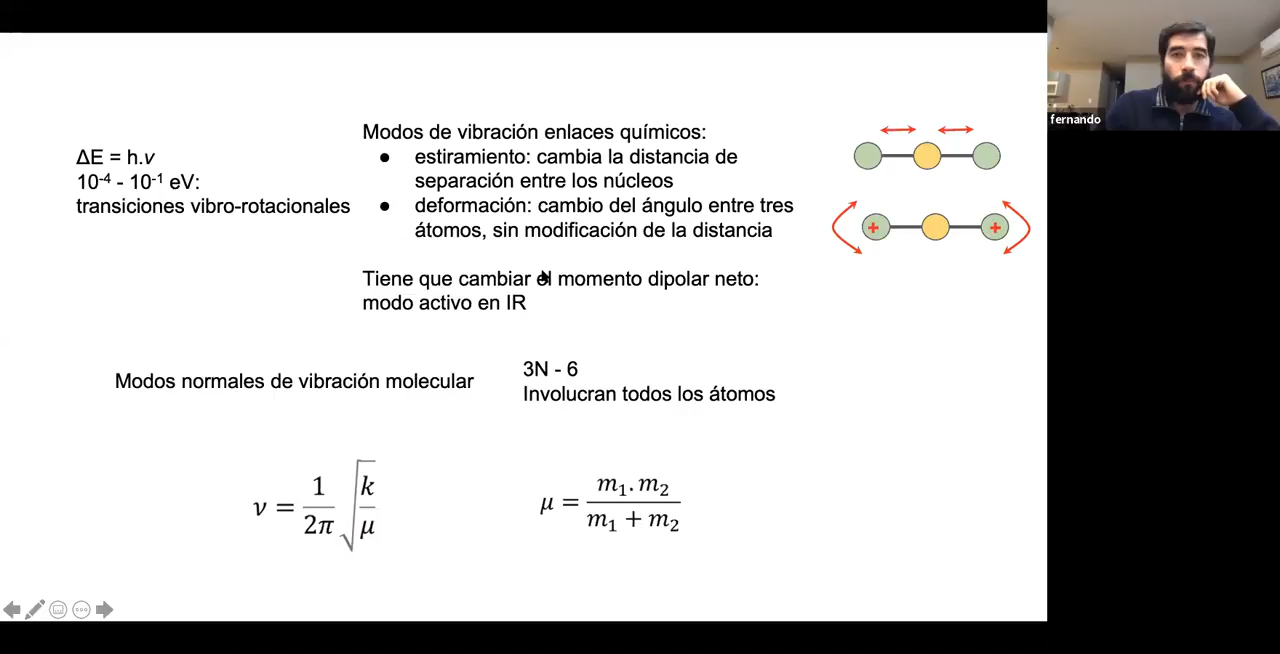 fernando
ΔE = h.ν
10⁻⁴ - 10⁻¹ eV:
transiciones vibro-rotacionales
Modos de vibración enlaces químicos:
● estiramiento: cambia la distancia de
separación entre los núcleos
● deformación: cambio del ángulo entre tres
átomos, sin modificación de la distancia
Tiene que cambiar el momento dipolar neto:
modo activo en IR
+ +
Modos normales de vibración molecular
3N - 6
Involucran todos los átomos
ν = 1/2π √(k/μ)
μ = m₁.m₂/(m₁ + m₂)